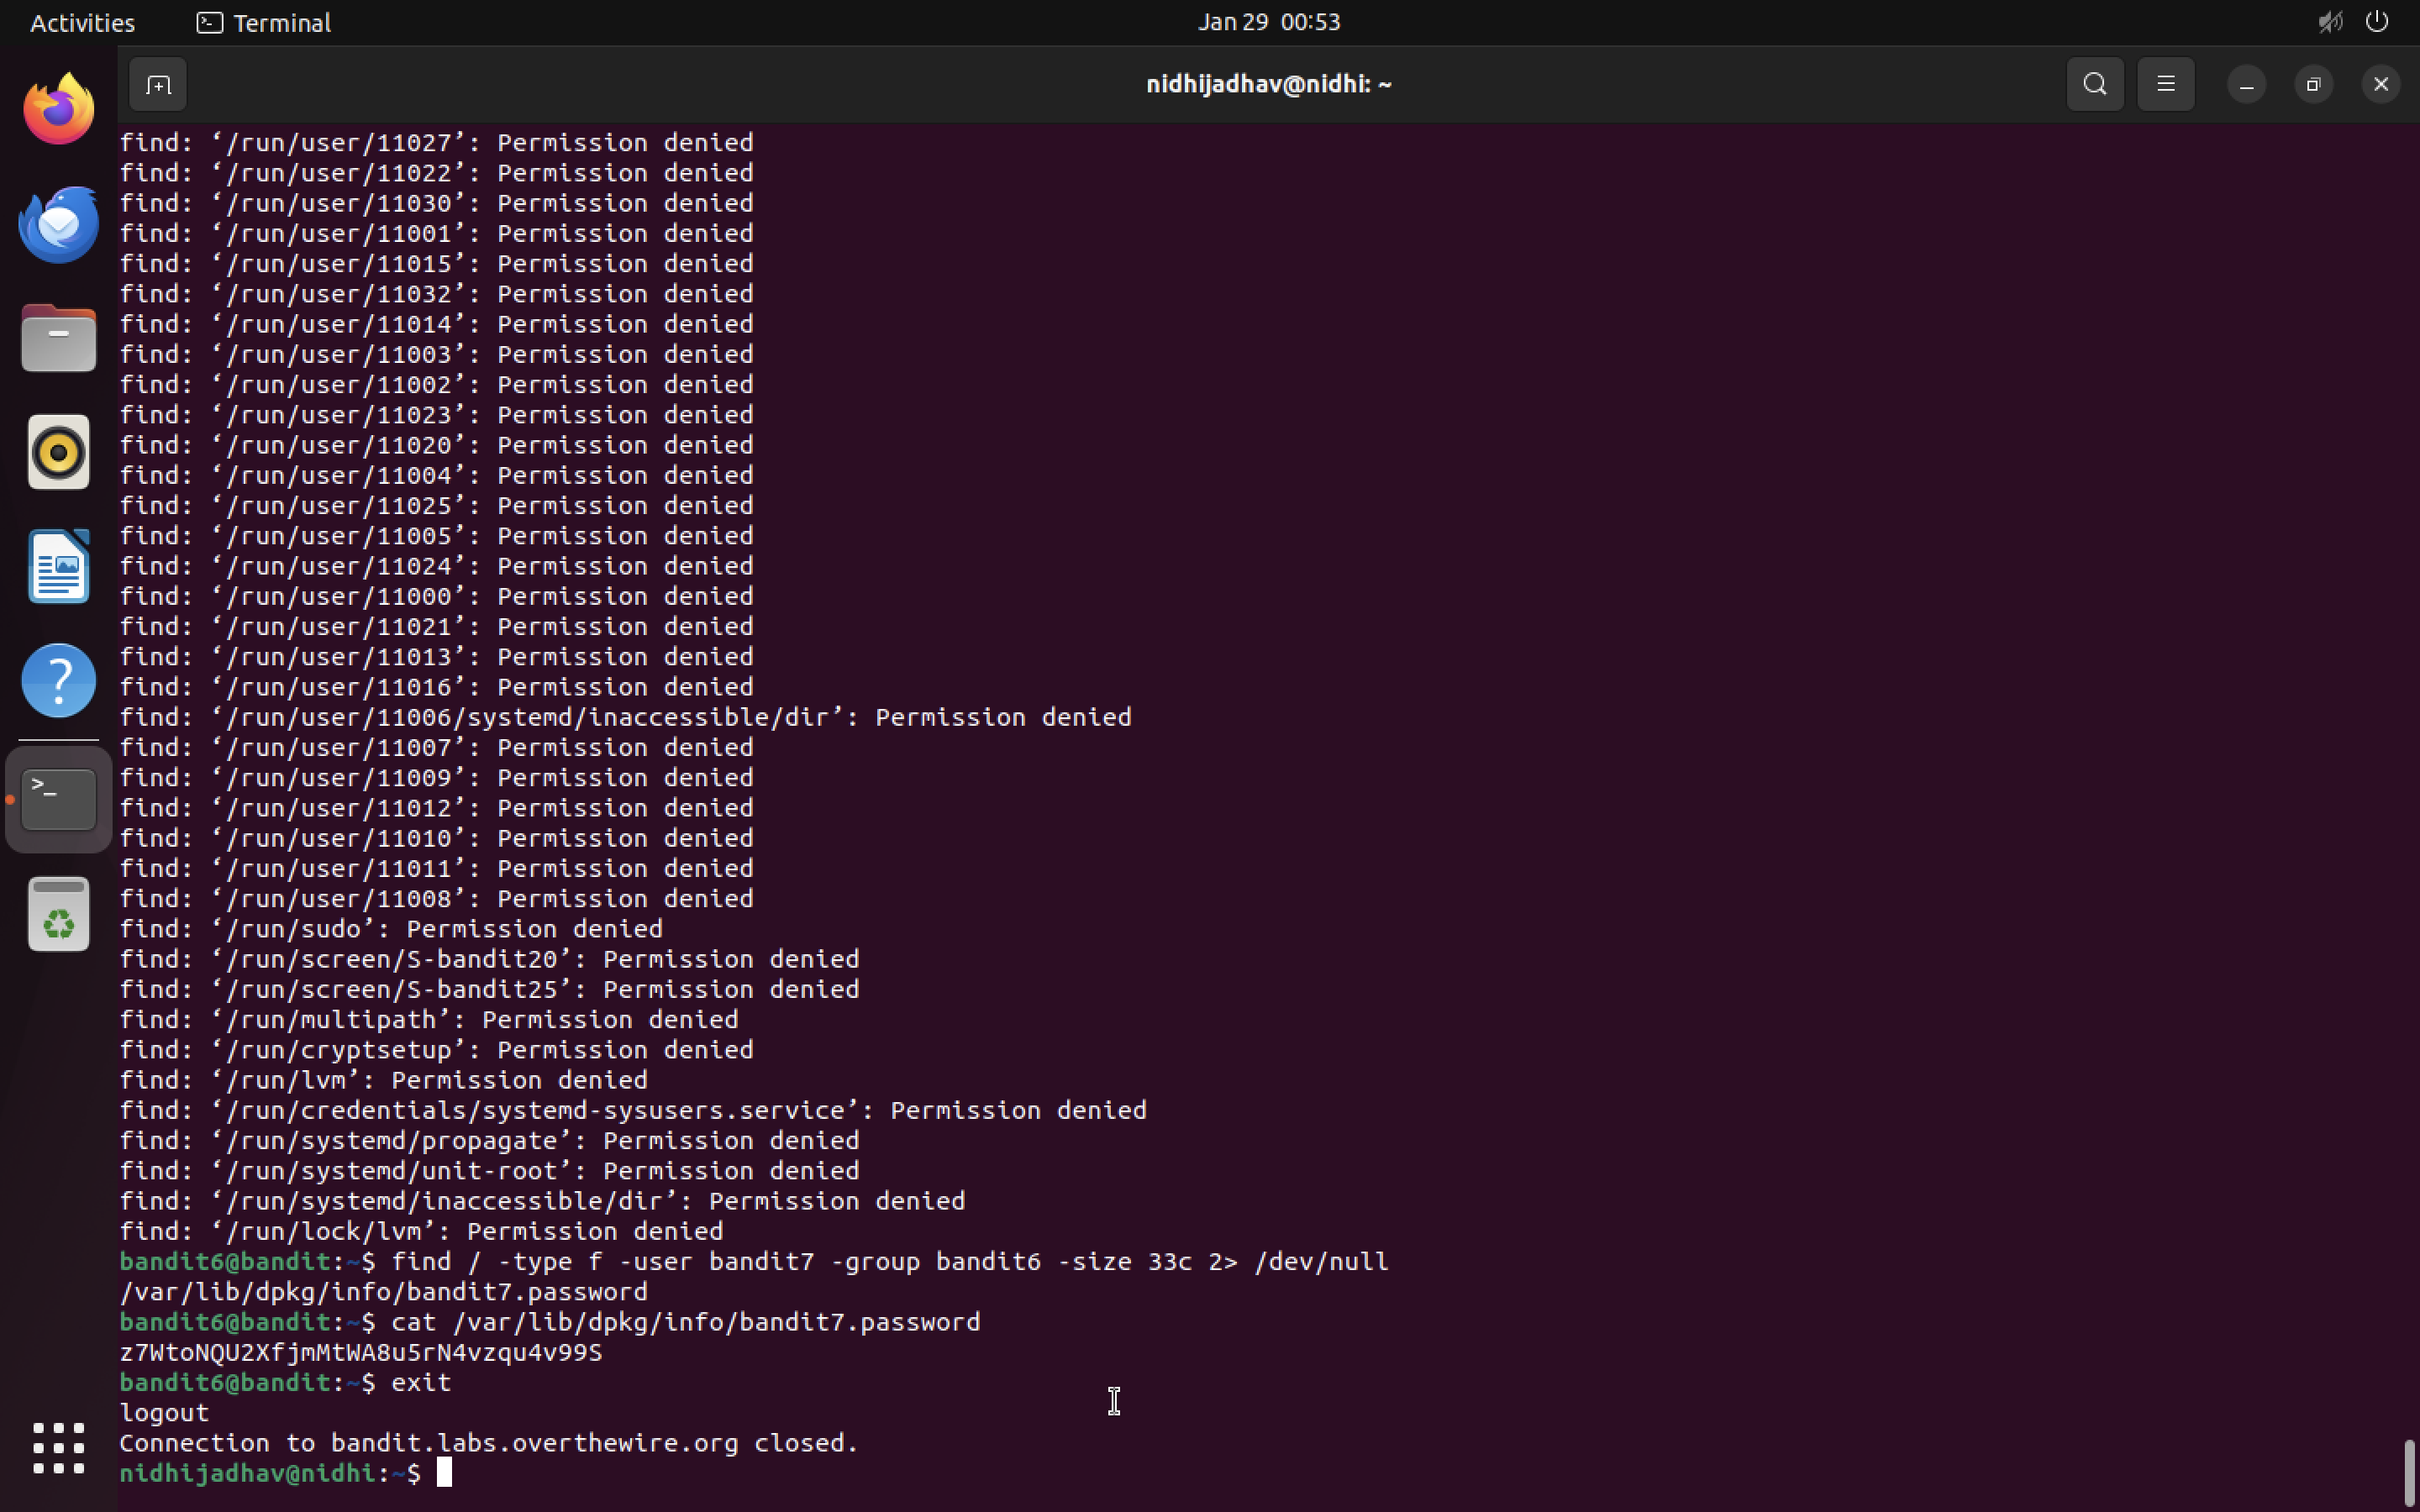 Activities
Terminal
Jan 29 00:53
nidhijadhav@nidhi: ~
find: ‘/run/user/11027’: Permission denied
find: ‘/run/user/11022’: Permission denied
find: ‘/run/user/11030’: Permission denied
find: ‘/run/user/11001’: Permission denied
find: ‘/run/user/11015’: Permission denied
find: ‘/run/user/11032’: Permission denied
find: ‘/run/user/11014’: Permission denied
find: ‘/run/user/11003’: Permission denied
find: ‘/run/user/11002’: Permission denied
find: ‘/run/user/11023’: Permission denied
find: ‘/run/user/11020’: Permission denied
find: ‘/run/user/11004’: Permission denied
find: ‘/run/user/11025’: Permission denied
find: ‘/run/user/11005’: Permission denied
find: ‘/run/user/11024’: Permission denied
find: ‘/run/user/11000’: Permission denied
find: ‘/run/user/11021’: Permission denied
find: ‘/run/user/11013’: Permission denied
find: ‘/run/user/11016’: Permission denied
find: ‘/run/user/11006/systemd/inaccessible/dir’: Permission denied
find: ‘/run/user/11007’: Permission denied
find: ‘/run/user/11009’: Permission denied
find: ‘/run/user/11012’: Permission denied
find: ‘/run/user/11010’: Permission denied
find: ‘/run/user/11011’: Permission denied
find: ‘/run/user/11008’: Permission denied
find: ‘/run/sudo’: Permission denied
find: ‘/run/screen/S-bandit20’: Permission denied
find: ‘/run/screen/S-bandit25’: Permission denied
find: ‘/run/multipath’: Permission denied
find: ‘/run/cryptsetup’: Permission denied
find: ‘/run/lvm’: Permission denied
find: ‘/run/credentials/systemd-sysusers.service’: Permission denied
find: ‘/run/systemd/propagate’: Permission denied
find: ‘/run/systemd/unit-root’: Permission denied
find: ‘/run/systemd/inaccessible/dir’: Permission denied
find: ‘/run/lock/lvm’: Permission denied
bandit6@bandit:~$ find / -type f -user bandit7 -group bandit6 -size 33c 2> /dev/null
/var/lib/dpkg/info/bandit7.password
bandit6@bandit:~$ cat /var/lib/dpkg/info/bandit7.password
z7WtoNQU2XfjmMtWA8u5rN4vzqu4v99S
bandit6@bandit:~$ exit
logout
Connection to bandit.labs.overthewire.org closed.
nidhijadhav@nidhi:~$